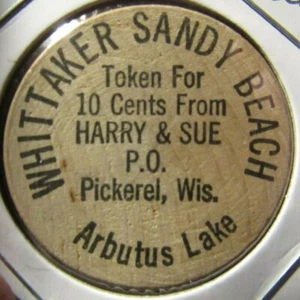 WHITTAKER SANDY BEACH
Token For
10 Cents From
HARRY & SUE
P.O.
Pickerel, Wis.
Arbutus Lake